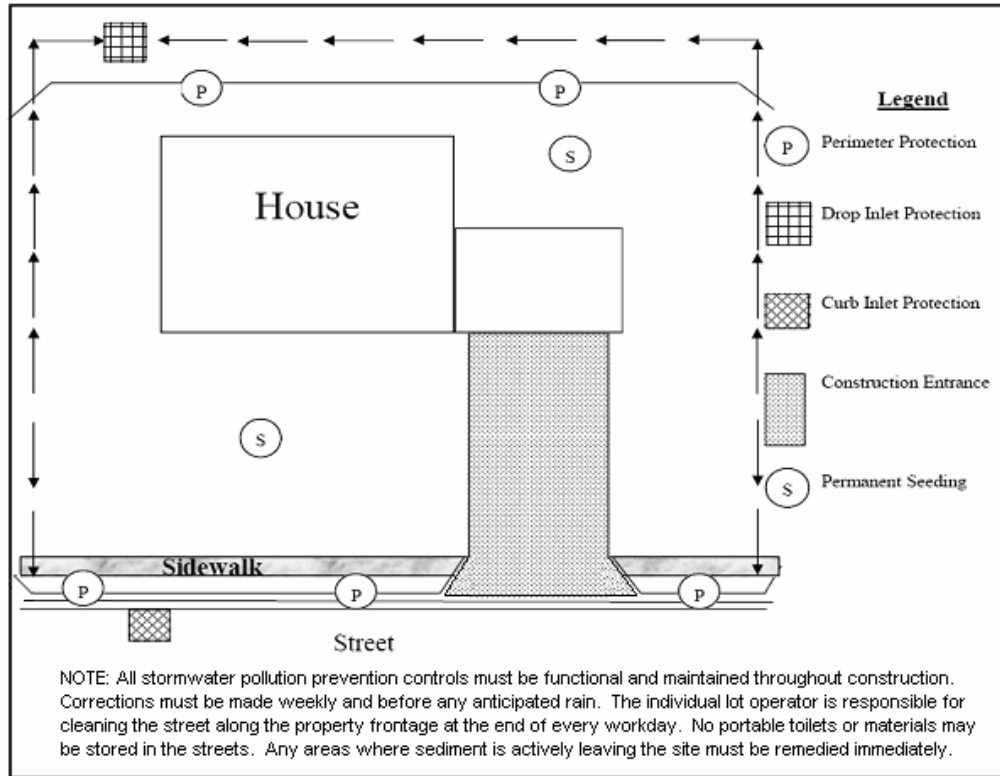 P
P
Legend
P Perimeter Protection
S
House
Drop Inlet Protection
Curb Inlet Protection
Construction Entrance
S
S Permanent Seeding
Sidewalk
P
P
P
Street
NOTE: All stormwater pollution prevention controls must be functional and maintained throughout construction.
Corrections must be made weekly and before any anticipated rain. The individual lot operator is responsible for
cleaning the street along the property frontage at the end of every workday. No portable toilets or materials may
be stored in the streets. Any areas where sediment is actively leaving the site must be remedied immediately.